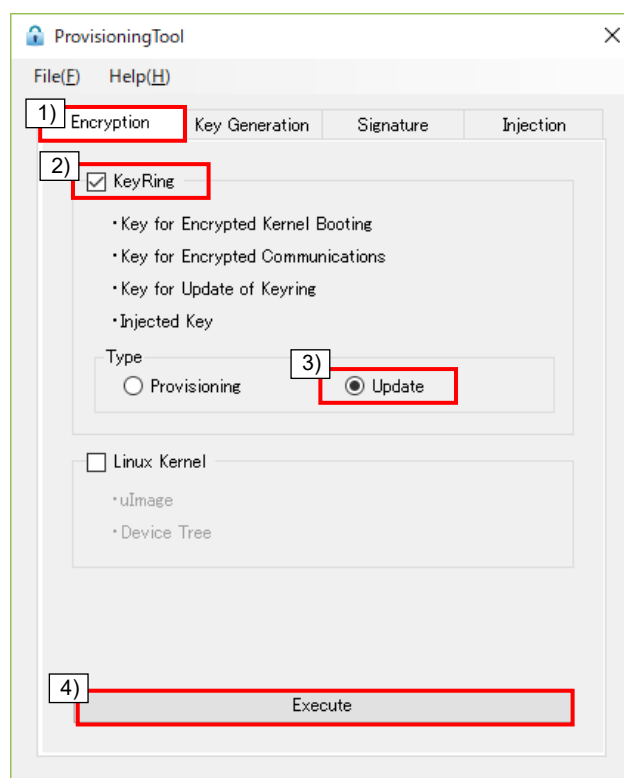 ProvisioningTool
File(F) Help(H)
1) Encryption Key Generation Signature Injection
2) KeyRing
・Key for Encrypted Kernel Booting
・Key for Encrypted Communications
・Key for Update of Keyring
・Injected Key
Type
3)
Provisioning Update
Linux Kernel
・uImage
・Device Tree
4)
Execute